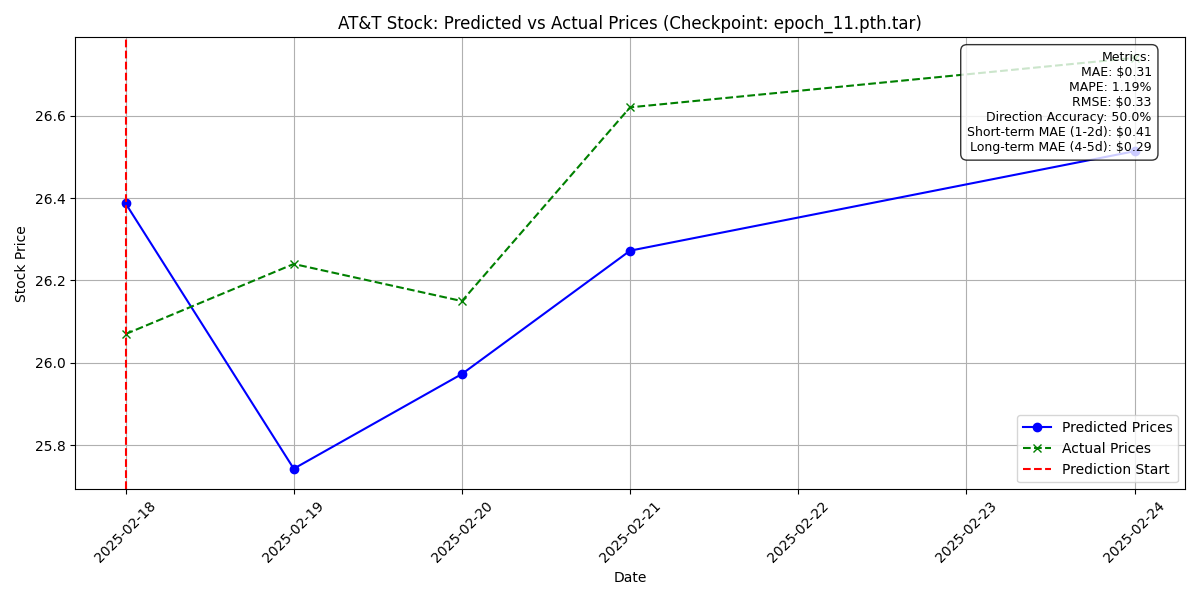 AT&T Stock: Predicted vs Actual Prices (Checkpoint: epoch_11.pth.tar)
Metrics:
MAE: $0.31
MAPE: 1.19%
RMSE: $0.33
Direction Accuracy: 50.0%
Short-term MAE (1-2d): $0.41
Long-term MAE (4-5d): $0.29
26.6
26.4
26.2
26.0
25.8
Stock Price
Predicted Prices
Actual Prices
Prediction Start
2025-02-18
2025-02-19
2025-02-20
2025-02-21
2025-02-22
2025-02-23
2025-02-24
Date